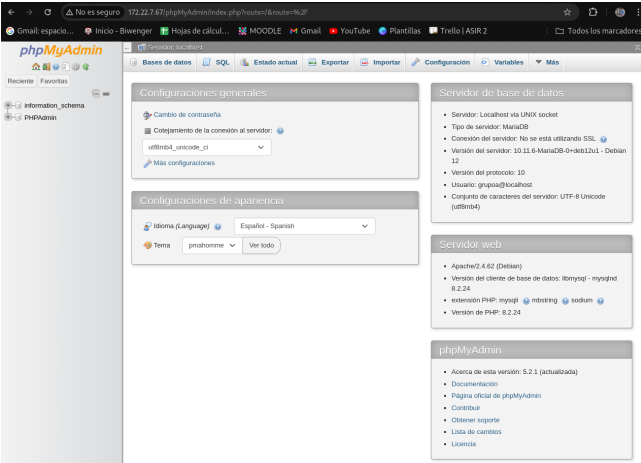 No es seguro 172.22.7.67/phpMyAdmin/index.php?route=/&route=%2F
Gmail: espacio... Inicio - Biwenger Hojas de cálcul... MOODLE Gmail YouTube Plantillas Trello | ASIR 2 Todos los marcadores
phpMyAdmin
Reciente Favoritas
information_schema
PHPAdmin
Servidor: localhost
Bases de datos SQL Estado actual Exportar Importar Configuración Variables Más
Configuraciones generales
Cambio de contraseña
Cotejamiento de la conexión al servidor:
utf8mb4_unicode_ci
Más configuraciones
Configuraciones de apariencia
Idioma (Language) Español - Spanish
Tema pmahomme Ver todo
Servidor de base de datos
Servidor: Localhost via UNIX socket
Tipo de servidor: MariaDB
Conexión del servidor: No se está utilizando SSL
Versión del servidor: 10.11.6-MariaDB-0+deb12u1 - Debian
12
Versión del protocolo: 10
Usuario: grupoa@localhost
Conjunto de caracteres del servidor: UTF-8 Unicode
(utf8mb4)
Servidor web
Apache/2.4.62 (Debian)
Versión del cliente de base de datos: libmysql - mysqlnd
8.2.24
extensión PHP: mysqli mbstring sodium
Versión de PHP: 8.2.24
phpMyAdmin
Acerca de esta versión: 5.2.1 (actualizada)
Documentación
Página oficial de phpMyAdmin
Contribuir
Obtener soporte
Lista de cambios
Licencia